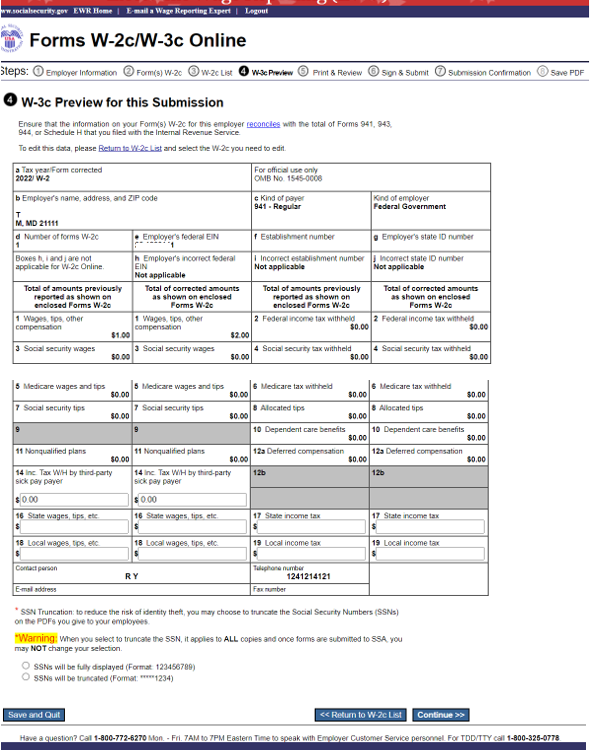 ww.socialsecurity.gov EWR Home | E-mail a Wage Reporting Expert | Logout
USA
Forms W-2c/W-3c Online
Steps: 1 Employer Information 2 Form(s) W-2c 3 W-2c List 4 W-3c Preview 5 Print & Review 6 Sign & Submit 7 Submission Confirmation 8 Save PDF
4 W-3c Preview for this Submission
Ensure that the information on your Form(s) W-2c for this employer reconciles with the total of Forms 941, 943,
944, or Schedule H that you filed with the Internal Revenue Service.
To edit this data, please Return to W-2c List and select the W-2c you need to edit.
a Tax year/Form corrected
2022/ W-2
For official use only
OMB No. 1545-0008
b Employer's name, address, and ZIP code
T
M, MD 21111
c Kind of payer
941 - Regular
Kind of employer
Federal Government
d Number of forms W-2c
1
e Employer's federal EIN
1
f Establishment number
g Employer's state ID number
Boxes h, i and j are not
applicable for W-2c Online.
h Employer's incorrect federal
EIN
Not applicable
i Incorrect establishment number
Not applicable
j Incorrect state ID number
Not applicable
Total of amounts previously
reported as shown on
enclosed Forms W-2c
Total of corrected amounts
as shown on enclosed
Forms W-2c
Total of amounts previously
reported as shown on
enclosed Forms W-2c
Total of corrected amounts
as shown on enclosed
Forms W-2c
1 Wages, tips, other
compensation
$1.00
1 Wages, tips, other
compensation
$2.00
2 Federal income tax withheld
$0.00
2 Federal income tax withheld
$0.00
3 Social security wages
$0.00
3 Social security wages
$0.00
4 Social security tax withheld
$0.00
4 Social security tax withheld
$0.00
5 Medicare wages and tips
$0.00
5 Medicare wages and tips
$0.00
6 Medicare tax withheld
$0.00
6 Medicare tax withheld
$0.00
7 Social security tips
$0.00
7 Social security tips
$0.00
8 Allocated tips
$0.00
8 Allocated tips
$0.00
9
9
10 Dependent care benefits
$0.00
10 Dependent care benefits
$0.00
11 Nonqualified plans
$0.00
11 Nonqualified plans
$0.00
12a Deferred compensation
$0.00
12a Deferred compensation
$0.00
14 Inc. Tax W/H by third-party
sick pay payer
$ 0.00
14 Inc. Tax W/H by third-party
sick pay payer
$ 0.00
12b
12b
16 State wages, tips, etc.
$
16 State wages, tips, etc.
$
17 State income tax
$
17 State income tax
$
18 Local wages, tips, etc.
$
18 Local wages, tips, etc.
$
19 Local income tax
$
19 Local income tax
$
Contact person
R Y
Telephone number
1241214121
E-mail address
Fax number
* SSN Truncation: to reduce the risk of identity theft, you may choose to truncate the Social Security Numbers (SSNs)
on the PDFs you give to your employees.
*Warning: When you select to truncate the SSN, it applies to ALL copies and once forms are submitted to SSA, you
may NOT change your selection.
SSNs will be fully displayed (Format: 123456789)
SSNs will be truncated (Format: *****1234)
Save and Quit
<< Return to W-2c List
Continue >>
Have a question? Call 1-800-772-6270 Mon. - Fri. 7AM to 7PM Eastern Time to speak with Employer Customer Service personnel. For TDD/TTY call 1-800-325-0778.